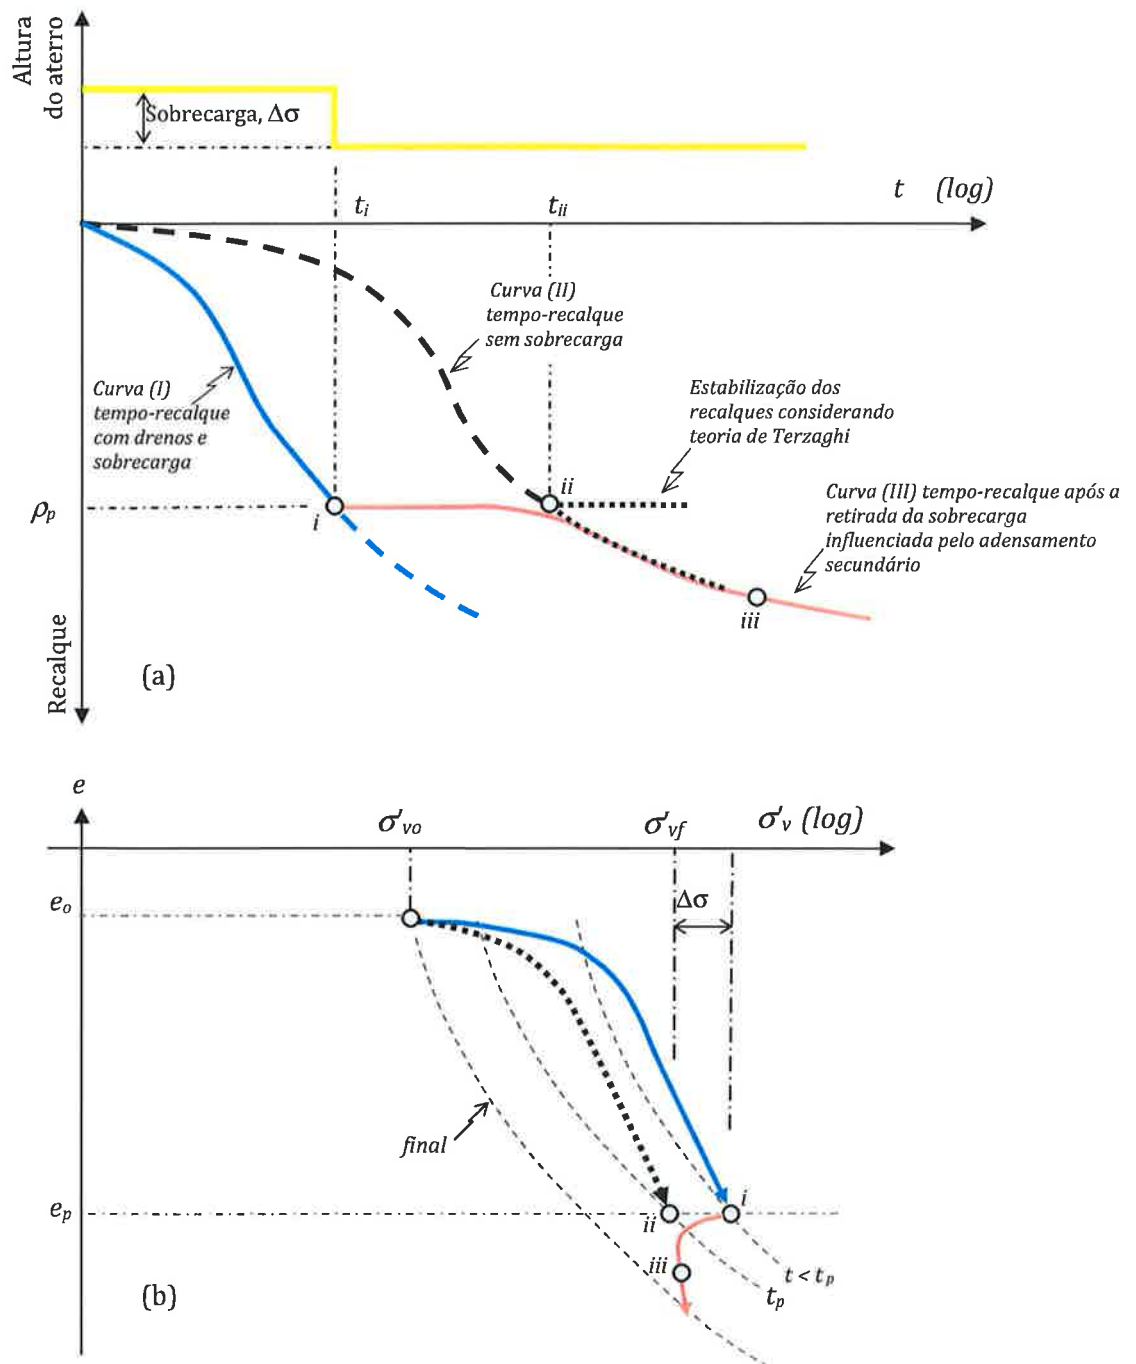 Altura
do aterro
Sobrecarga, Δσ
t (log)
tᵢ
tᵢᵢ
Curva (II)
tempo-recalque
sem sobrecarga
Curva (I)
tempo-recalque
com drenos e
sobrecarga
Estabilização dos
recalques considerando
teoria de Terzaghi
ii
ρₚ
i
Curva (III) tempo-recalque após a
retirada da sobrecarga
influenciada pelo adensamento
secundário
iii
Recalque
(a)
e
σ'vo
σ'vf
σ'v (log)
eo
Δσ
final
ep
i
ii
iii
t < tp
tp
(b)